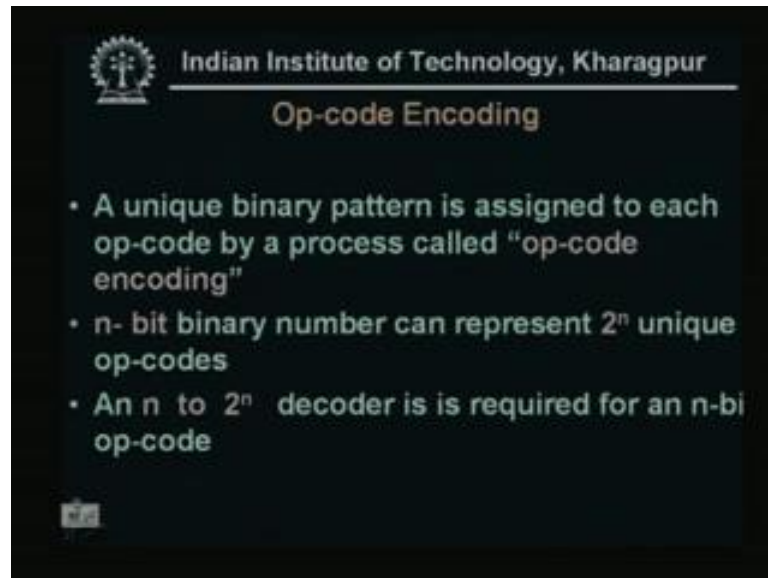 Indian Institute of Technology, Kharagpur
Op-code Encoding
• A unique binary pattern is assigned to each
op-code by a process called “op-code
encoding”
• n- bit binary number can represent 2ⁿ unique
op-codes
• An n to 2ⁿ decoder is is required for an n-bi
op-code